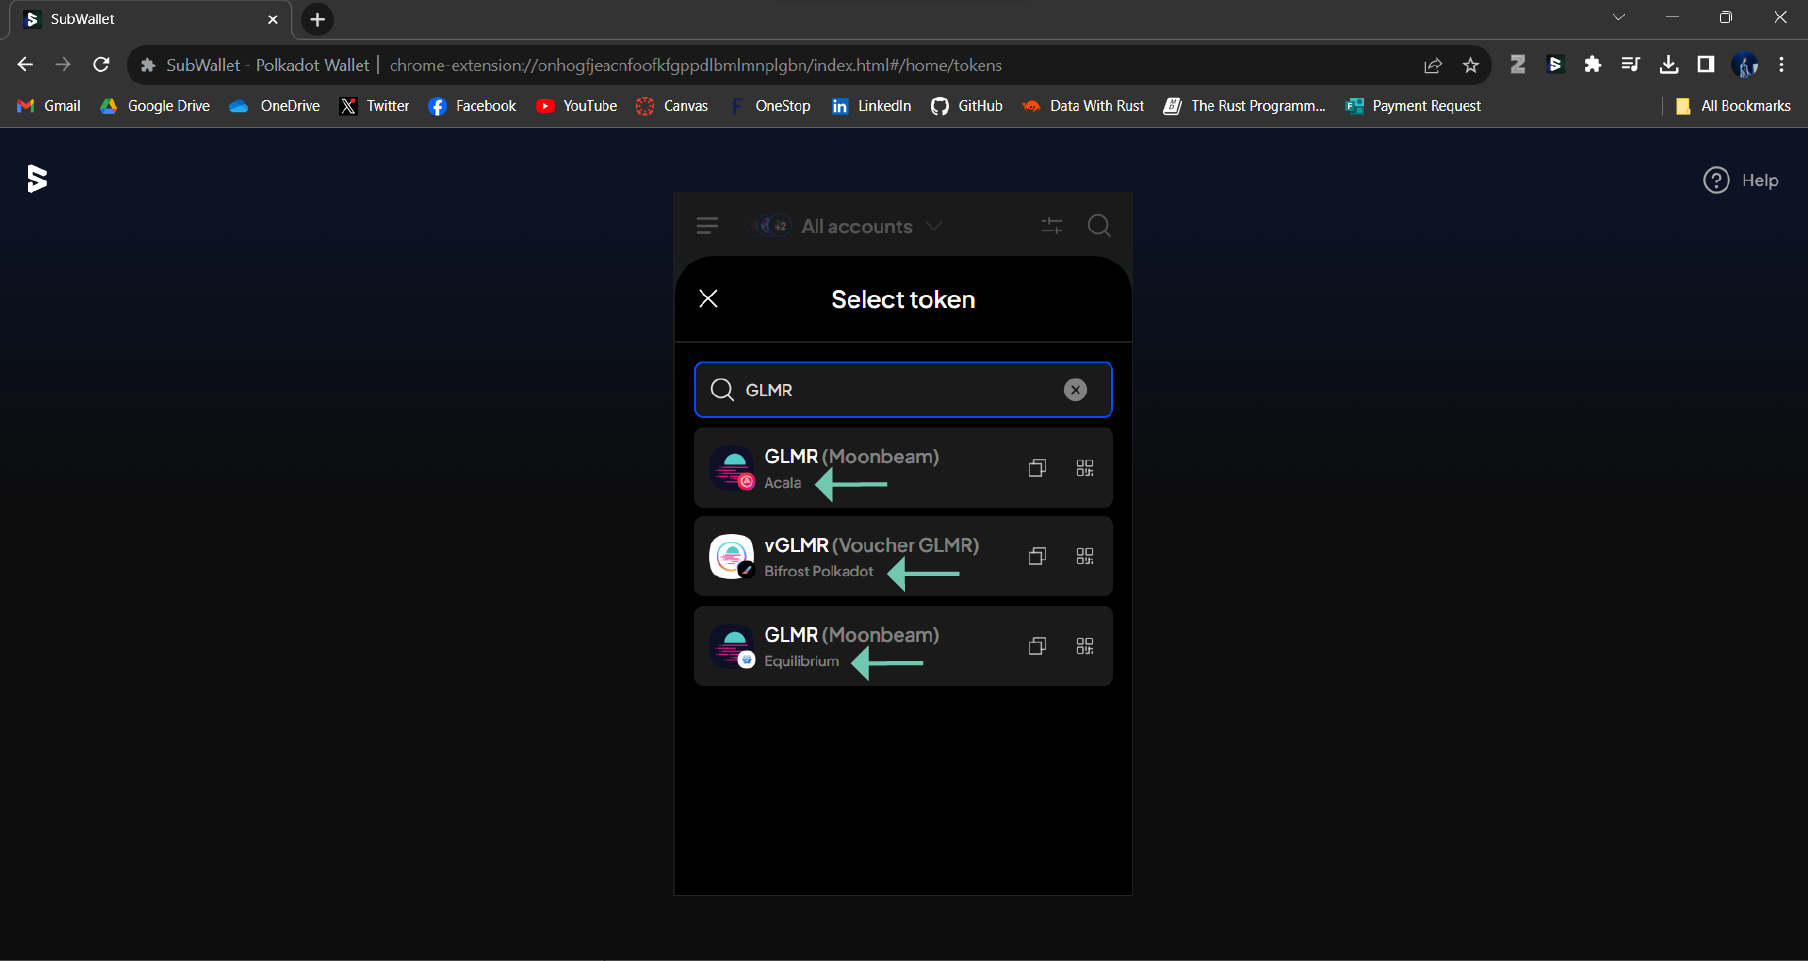 SubWallet
SubWallet - Polkadot Wallet | chrome-extension://onhogfjeacnfoofkfgppdlbmlmnplgbn/index.html#/home/tokens
Gmail Google Drive OneDrive Twitter Facebook YouTube Canvas OneStop LinkedIn GitHub Data With Rust The Rust Programm... Payment Request All Bookmarks
Help
+2 All accounts
Select token
GLMR
GLMR (Moonbeam)
Acala
vGLMR (Voucher GLMR)
Bifrost Polkadot
GLMR (Moonbeam)
Equilibrium